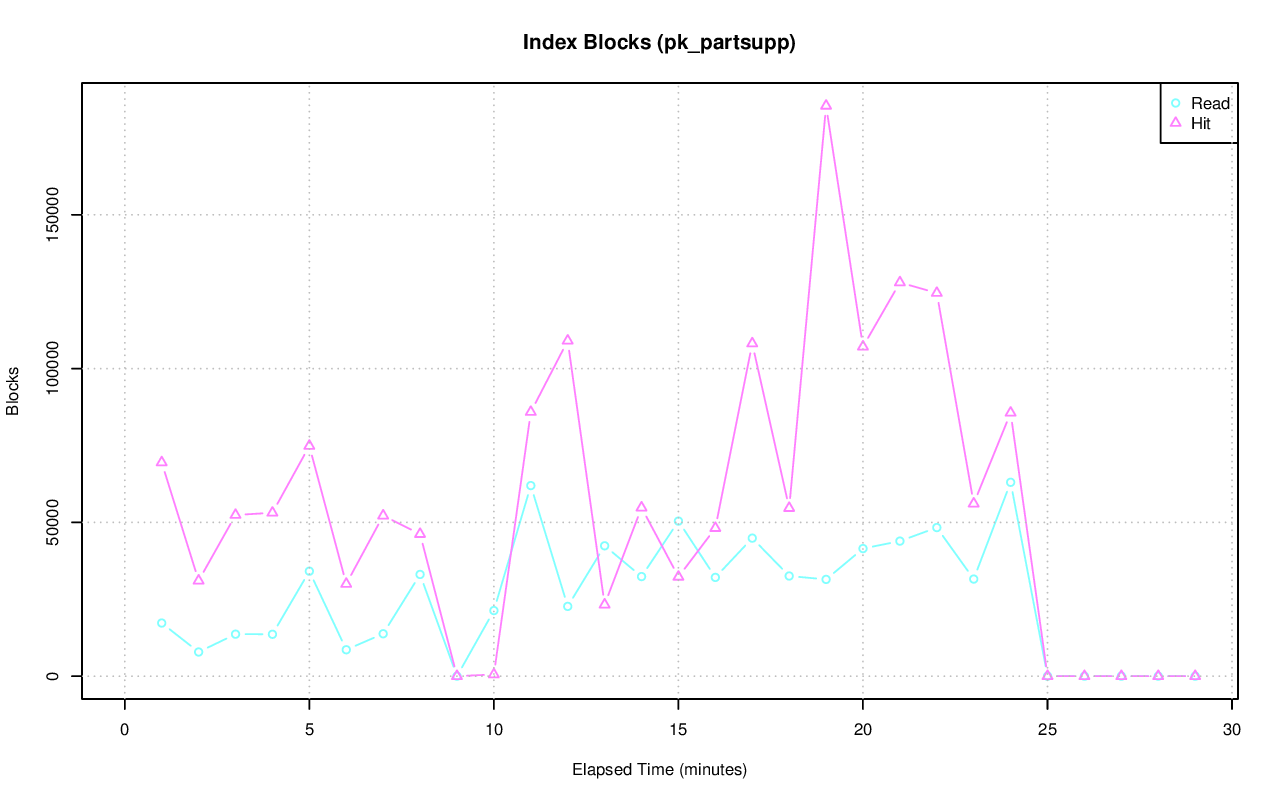 Index Blocks (pk_partsupp)
Read
Hit
Blocks
150000
100000
50000
0
0 5 10 15 20 25 30
Elapsed Time (minutes)